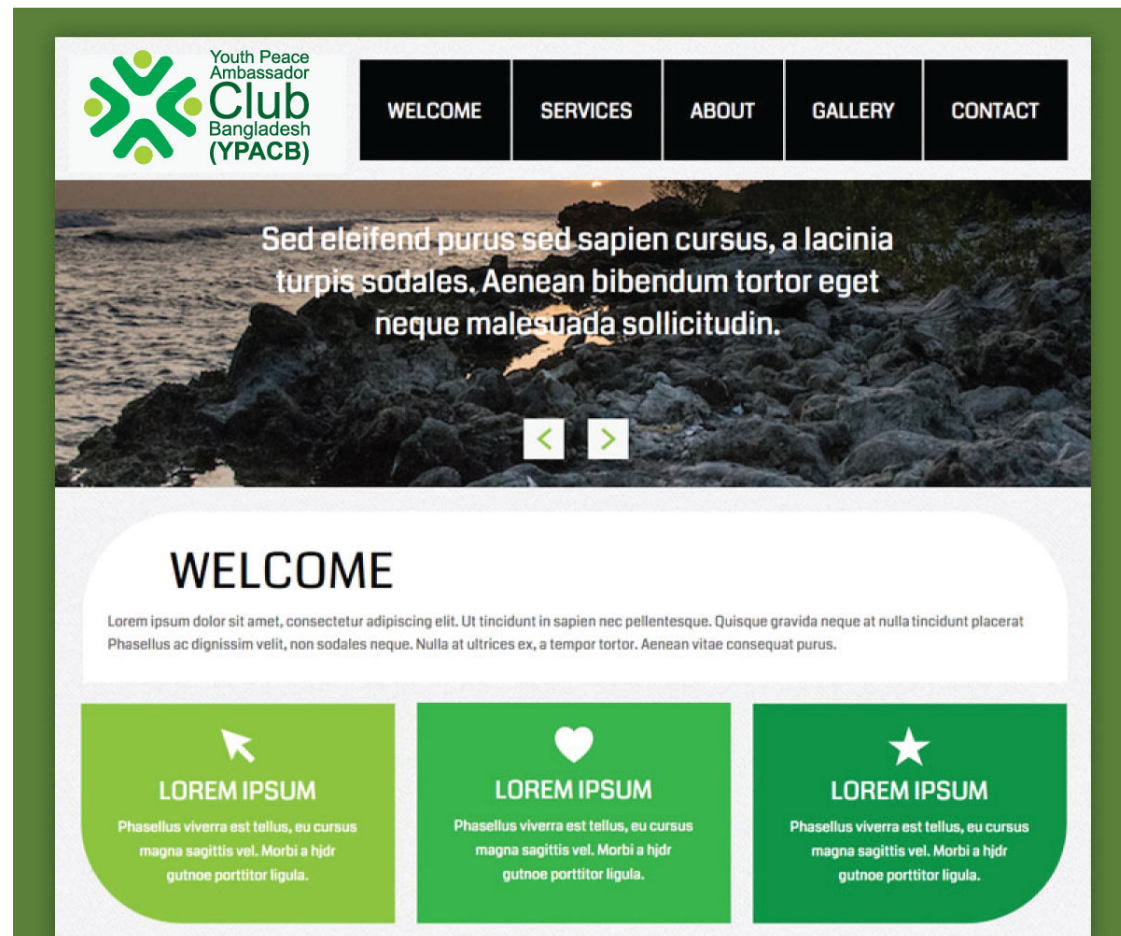 Youth Peace
Ambassador
Club
Bangladesh
(YPACB)
WELCOME
SERVICES
ABOUT
GALLERY
CONTACT
Sed eleifend purus sed sapien cursus, a lacinia
turpis sodales. Aenean bibendum tortor eget
neque malesuada sollicitudin.
WELCOME
Lorem ipsum dolor sit amet, consectetur adipiscing elit. Ut tincidunt in sapien nec pellentesque. Quisque gravida neque at nulla tincidunt placerat
Phasellus ac dignissim velit, non sodales neque. Nulla at ultrices ex, a tempor tortor. Aenean vitae consequat purus.
LOREM IPSUM
Phasellus viverra est tellus, eu cursus
magna sagittis vel. Morbi a hjdr
gutnoe porttitor ligula.
LOREM IPSUM
Phasellus viverra est tellus, eu cursus
magna sagittis vel. Morbi a hjdr
gutnoe porttitor ligula.
LOREM IPSUM
Phasellus viverra est tellus, eu cursus
magna sagittis vel. Morbi a hjdr
gutnoe porttitor ligula.